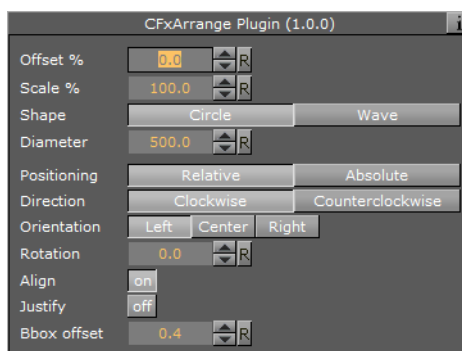 CFxArrange Plugin (1.0.0) i
Offset % 0.0 R
Scale % 100.0 R
Shape Circle Wave
Diameter 500.0 R
Positioning Relative Absolute
Direction Clockwise Counterclockwise
Orientation Left Center Right
Rotation 0.0 R
Align on
Justify off
Bbox offset 0.4 R